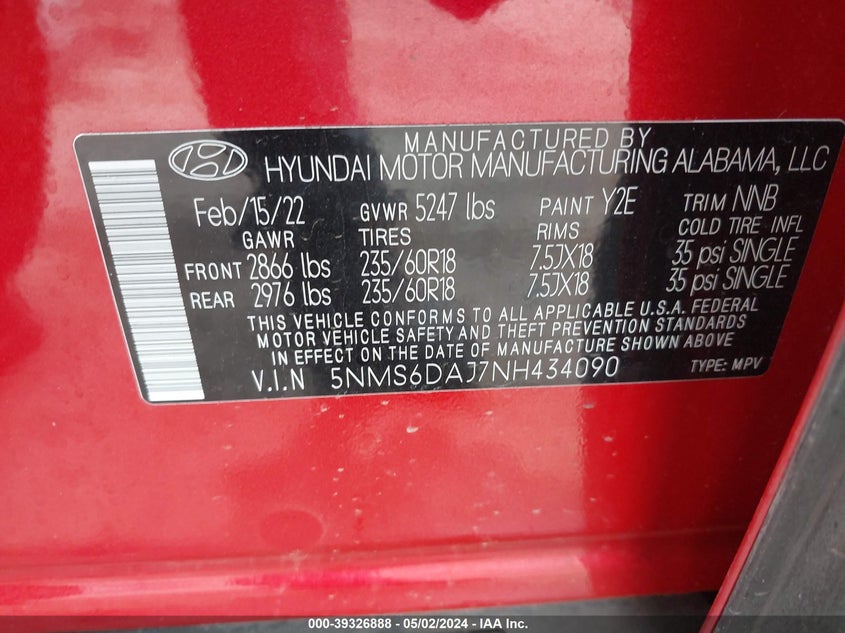 MANUFACTURED BY
HYUNDAI MOTOR MANUFACTURING ALABAMA, LLC
Feb/15/22 GVWR 5247 lbs PAINT Y2E TRIM NNB
GAWR TIRES RIMS COLD TIRE INFL
FRONT 2866 lbs 235/60R18 7.5JX18 35 psi SINGLE
REAR 2976 lbs 235/60R18 7.5JX18 35 psi SINGLE
THIS VEHICLE CONFORMS TO ALL APPLICABLE U.S.A. FEDERAL
MOTOR VEHICLE SAFETY AND THEFT PREVENTION STANDARDS
IN EFFECT ON THE DATE OF MANUFACTURE SHOWN ABOVE.
V.I.N 5NMS6DAJ7NH434090 TYPE: MPV
000-39326888 - 05/02/2024 - IAA Inc.